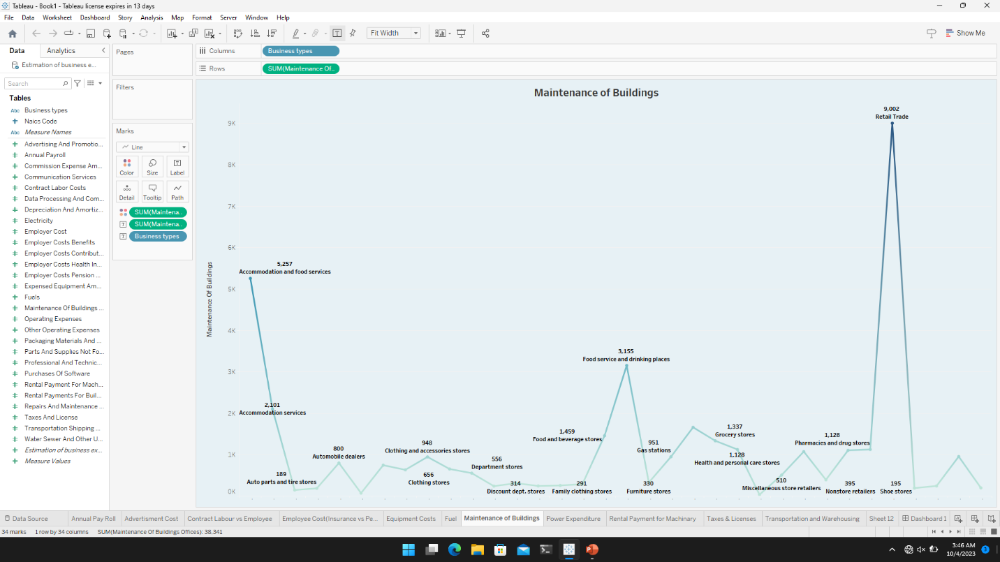 Tableau - Book1 - Tableau license expires in 13 days
File Data Worksheet Dashboard Story Analysis Map Format Server Window Help
Fit Width
Show Me
Data Analytics
Estimation of business e...
Search
Tables
Abc Business types
# Naics Code
Abc Measure Names
# Advertising And Promotio...
# Annual Payroll
# Commission Expense Am...
# Communication Services
# Contract Labor Costs
# Data Processing And Com...
# Depreciation And Amortiz...
# Electricity
# Employer Cost
# Employer Costs Benefits
# Employer Costs Contribut...
# Employer Costs Health In...
# Employer Costs Pension ...
# Expensed Equipment Am...
# Fuels
# Maintenance Of Buildings ...
# Operating Expenses
# Other Operating Expenses
# Packaging Materials And ...
# Parts And Supplies Not Fo...
# Professional And Technic...
# Purchases Of Software
# Rental Payment For Mach...
# Rental Payments For Buil...
# Repairs And Maintenance ...
# Taxes And License
# Transportation Shipping ...
# Water Sewer And Other U...
# Estimation of business ex...
# Measure Values
Pages
Filters
Marks
Line
Color Size Label
Detail Tooltip Path
SUM(Maintena..
T SUM(Maintena..
T Business types
Columns Business types
Rows SUM(Maintenance Of..
Maintenance of Buildings
Maintenance Of Buildings
9K
8K
7K
6K
5K
4K
3K
2K
1K
0K
5,257
Accommodation and food services
2,101
Accommodation services
189
Auto parts and tire stores
800
Automobile dealers
948
Clothing and accessories stores
656
Clothing stores
556
Department stores
314
Discount dept. stores
291
Family clothing stores
1,459
Food and beverage stores
3,155
Food service and drinking places
330
Furniture stores
951
Gas stations
1,337
Grocery stores
1,128
Health and personal care stores
510
Miscellaneous store retailers
395
Nonstore retailers
1,128
Pharmacies and drug stores
9,002
Retail Trade
195
Shoe stores
Data Source Annual Pay Roll Advertisment Cost Contract Labour vs Employee Employee Cost(Insurance vs Pe... Equipment Costs Fuel Maintenance of Buildings Power Expenditure Rental Payment for Machinary Taxes & Licenses Transportation and Warehousing Sheet 12 Dashboard 1
34 marks 1 row by 34 columns SUM(Maintenance Of Buildings Offices): 38,341
3:46 AM
10/4/2023
3